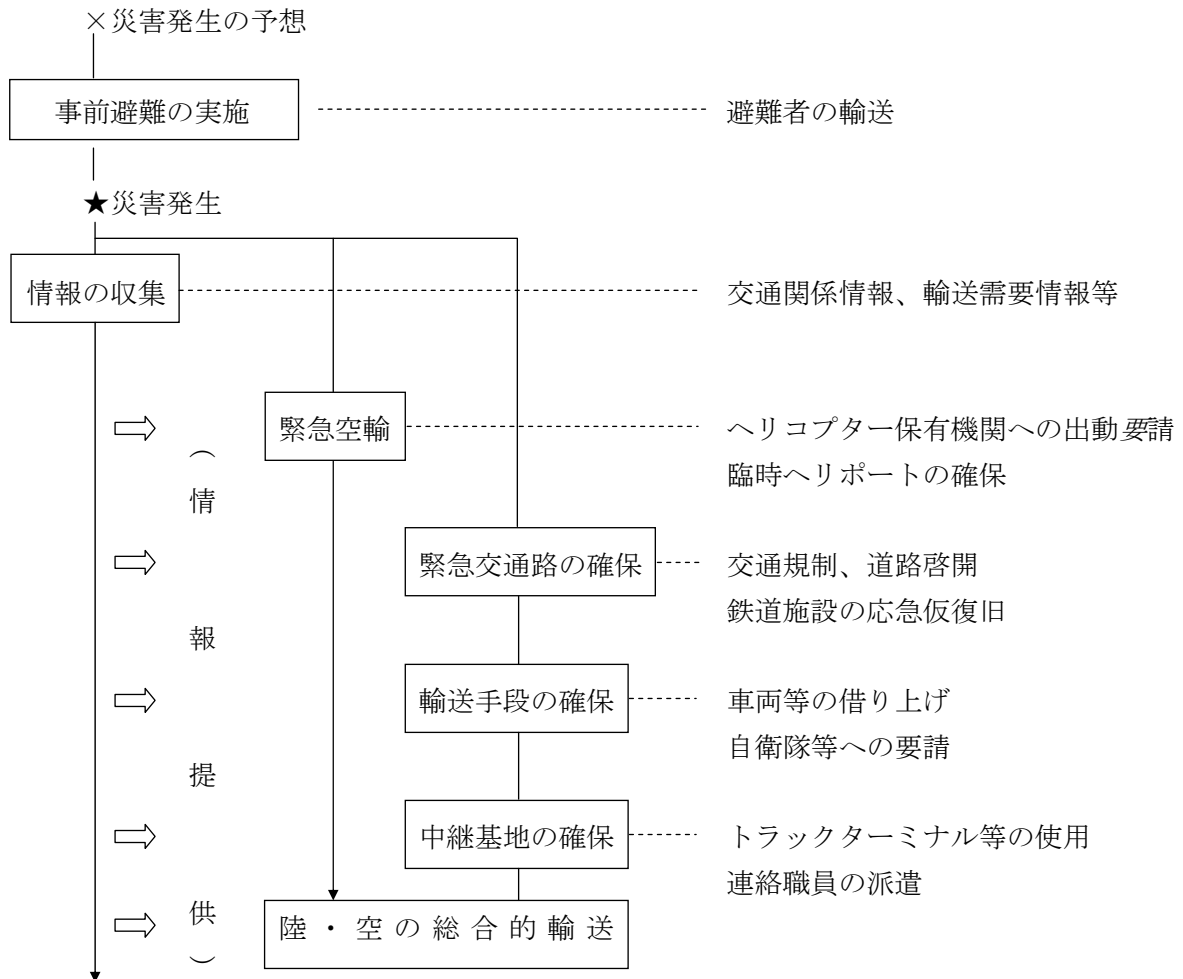 ×災害発生の予想
事前避難の実施
避難者の輸送
★災害発生
情報の収集
交通関係情報、輸送需要情報等
緊急空輸
ヘリコプター保有機関への出動要請
臨時ヘリポートの確保
（情報提供）
緊急交通路の確保
交通規制、道路啓開
鉄道施設の応急仮復旧
輸送手段の確保
車両等の借り上げ
自衛隊等への要請
中継基地の確保
トラックターミナル等の使用
連絡職員の派遣
陸・空の総合的輸送